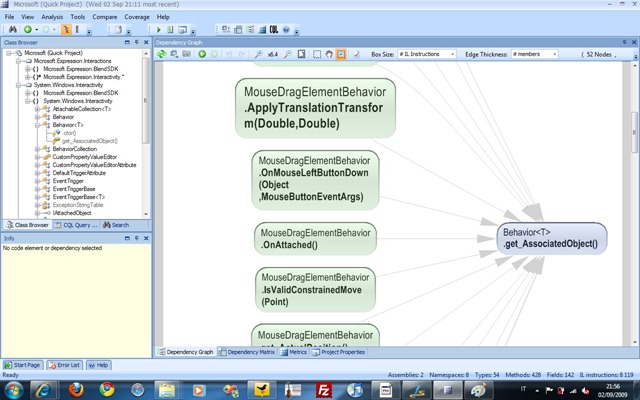 Microsoft (Quick Project) (Wed 02 Sep 21:11 most recent)
File View Analysis Tools Compare Coverage Help
Class Browser
Microsoft (Quick Project)
Microsoft.Expression.Interactions
Microsoft.Expression.BlendSDK
Microsoft.Expression.Interactivity.*
System.Windows.Interactivity
Microsoft.Expression.BlendSDK
System.Windows.Interactivity
AttachableCollection<T>
Behavior
Behavior<T>
.ctor()
get_AssociatedObject()
BehaviorCollection
CustomPropertyValueEditor
CustomPropertyValueEditorAttribute
DefaultTriggerAttribute
EventTrigger
EventTriggerBase
EventTriggerBase<T>
ExceptionStringTable
IAttachedObject
Class Browser CQL Query ... Search
Info
No code element or dependency selected
Dependency Graph
x6.4 Box Size: # IL Instructions Edge Thickness: # members ( 52 Nodes
MouseDragElementBehavior
.ApplyTranslationTransfo
rm(Double,Double)
MouseDragElementBehavior
.OnMouseLeftButtonDown
(Object
,MouseButtonEventArgs)
MouseDragElementBehavior
.OnAttached()
MouseDragElementBehavior
.IsValidConstrainedMove
(Point)
MouseDragElementBehavior
.get_ActualPosition()
Behavior<T>
.get_AssociatedObject()
Dependency Graph Dependency Matrix Metrics Project Properties
Start Page Error List Help
Ready
Assemblies: 2 Namespaces: 8 Types: 54 Methods: 428 Fields: 142 IL instructions: 8 119
IT
21:56
02/09/2009